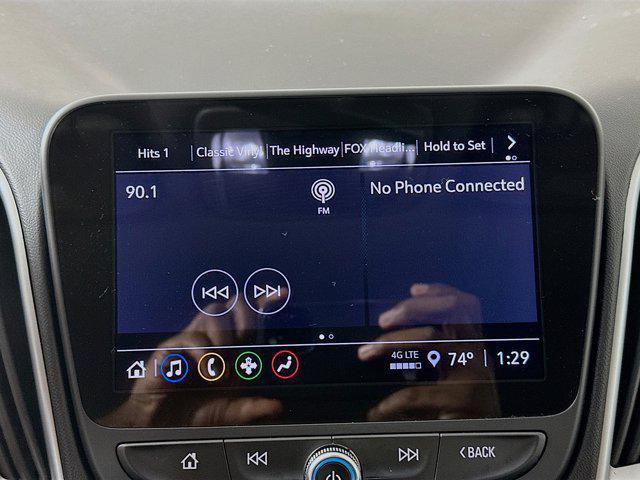 Hits 1 Classic Vinyl The Highway FOX Headli... Hold to Set
90.1 No Phone Connected
FM
4G LTE 74° 1:29
<BACK